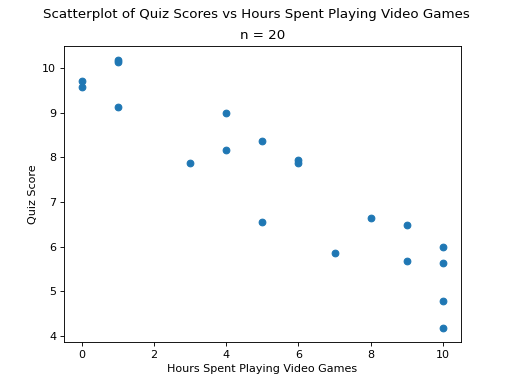 Scatterplot of Quiz Scores vs Hours Spent Playing Video Games
n = 20
10
9
8
7
6
5
4
Quiz Score
0 2 4 6 8 10
Hours Spent Playing Video Games